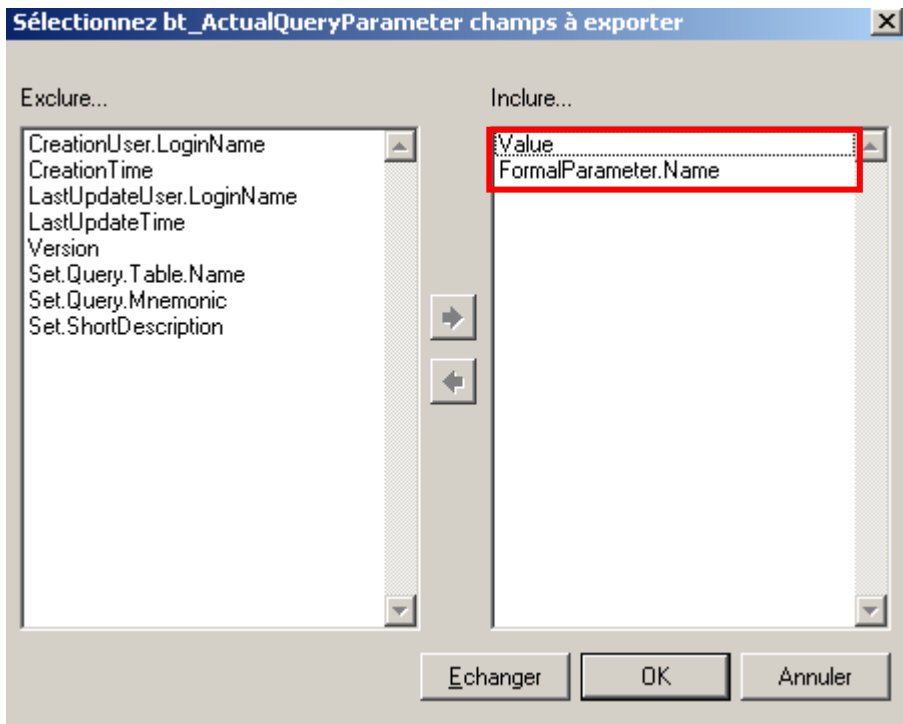 Sélectionnez bt_ActualQueryParameter champs à exporter
Exclure...
CreationUser.LoginName
CreationTime
LastUpdateUser.LoginName
LastUpdateTime
Version
Set.Query.Table.Name
Set.Query.Mnemonic
Set.ShortDescription
Inclure...
Value
FormalParameter.Name
Echanger
OK
Annuler